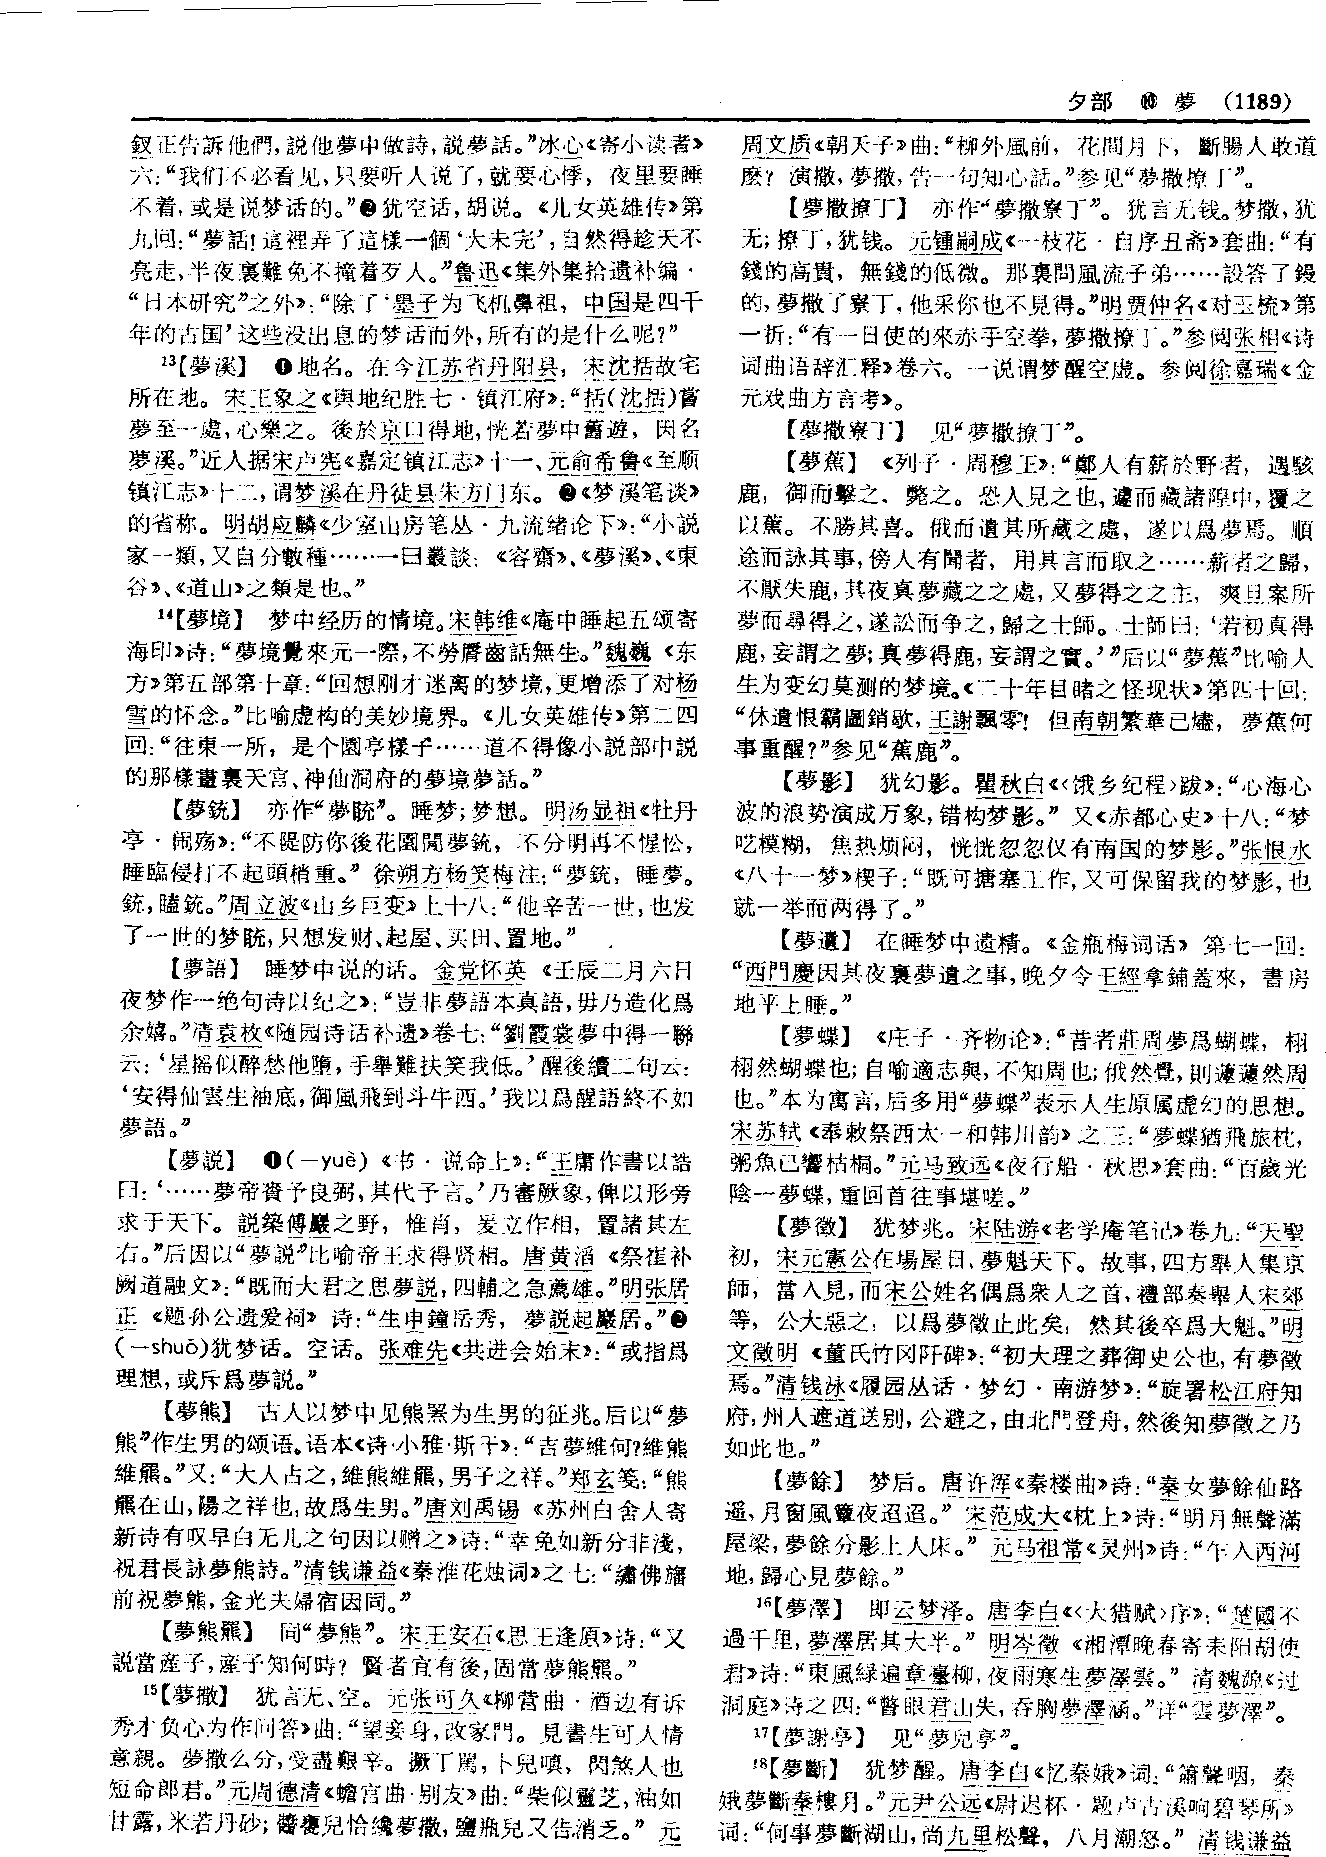 夕部 ⑩ 夢 (1189)
釵正告訴他們,説他夢中做詩,説夢話。”冰心《寄小读者》
六:“我们不必看见,只要听人说了,就要心悸, 夜里要睡
不着,或是说梦话的。”❷犹空话,胡说。《儿女英雄传》第
九回:“夢話!這裡弄了這樣一個‘大未完’,自然得趁天不
亮走,半夜裏難免不撞着歹人。”鲁迅《集外集拾遗补编·
“日本研究”之外》:“除了‘墨子为飞机鼻祖, 中国是四千
年的古国’这些没出息的梦话而外,所有的是什么呢?”
13【夢溪】 ❶地名。在今江苏省丹阳县, 宋沈括故宅
所在地。 宋王象之《舆地纪胜七·镇江府》:“括(沈括)嘗
夢至一處,心樂之。後於京口得地,恍若夢中舊遊, 因名
夢溪。”近人据宋卢宪《嘉定镇江志》十一、元俞希鲁《至顺
镇江志》十二,谓梦溪在丹徒县朱方门东。❷《梦溪笔谈》
的省称。 明胡应麟《少室山房笔丛·九流绪论下》:“小説
家一類,又自分數種……一曰叢談: 《容齋》、《夢溪》、《東
谷》、《道山》之類是也。”
14【夢境】 梦中经历的情境。宋韩维《庵中睡起五颂寄
海印》诗:“夢境覺來元一際,不勞脣齒話無生。”魏巍 《东
方》第五部第十章:“回想刚才迷离的梦境,更增添了对杨
雪的怀念。”比喻虚构的美妙境界。《儿女英雄传》第二四
回:“往東一所, 是个園亭樣子……道不得像小説部中説
的那樣畫裏天宫、神仙洞府的夢境夢話。”
【夢銃】 亦作“夢䀌”。睡梦;梦想。 明汤显祖《牡丹
亭·闹殇》:“不隄防你後花園閒夢銃, 不分明再不惺忪,
睡臨侵打不起頭梢重。” 徐朔方杨笑梅注:“夢銃, 睡夢。
銃,瞌銃。”周立波《山乡巨变》上十八:“他辛苦一世,也发
了一世的梦䀌,只想发财、起屋、买田、置地。”
【夢語】 睡梦中说的话。 金党怀英 《壬辰二月六日
夜梦作一绝句诗以纪之》:“豈非夢語本真語,毋乃造化爲
余嬉。”清袁枚《随园诗话补遗》卷七:“劉霞裳夢中得一聯
云:‘星摇似醉愁他墮,手舉難扶笑我低。’醒後續二句云:
‘安得仙雲生袖底,御風飛到斗牛西。’我以爲醒語終不如
夢語。”
【夢説】 ❶(—yuè) 《书·说命上》:“王庸作書以誥
曰:‘……夢帝賚予良弼,其代予言。’乃審厥象,俾以形旁
求于天下。 説築傅巖之野, 惟肖, 爰立作相, 置諸其左
右。”后因以“夢説”比喻帝王求得贤相。 唐黄滔 《祭崔补
阙道融文》:“既而大君之思夢説,四輔之急薦雄。”明张居
正 《题孙公遗爱祠》 诗:“生申鐘岳秀, 夢説起巖居。”❷
(—shuō)犹梦话。空话。张难先《共进会始末》:“或指爲
理想,或斥爲夢説。”
【夢熊】 古人以梦中见熊罴为生男的征兆。后以“夢
熊”作生男的颂语。语本《诗·小雅·斯干》:“吉夢維何?維熊
維羆。”又:“大人占之,維熊維羆,男子之祥。”郑玄笺:“熊
羆在山,陽之祥也,故爲生男。”唐刘禹锡 《苏州白舍人寄
新诗有叹早白无儿之句因以赠之》诗:“幸免如新分非淺,
祝君長詠夢熊詩。”清钱谦益《秦淮花烛词》之七:“繡佛旛
前祝夢熊,金光夫婦宿因同。”
【夢熊羆】 同“夢熊”。 宋王安石《思王逢原》诗:“又
説當産子,産子知何時? 賢者宜有後,固當夢熊羆。”
15【夢撒】 犹言无、空。 元张可久《柳营曲·酒边有诉
秀才负心为作问答》曲:“望妾身,改家門。 見書生可人情
意親。 夢撒么分,受盡艱辛。 撅丁駡,卜兒嗔, 閃煞人也
短命郎君。”元周德清《蟾宫曲·别友》曲:“柴似靈芝,油如
甘露,米若丹砂;醬甕兒恰纔夢撒,鹽瓶兒又告消乏。” 元
周文质《朝天子》曲:“柳外風前, 花間月下, 斷腸人敢道
麽? 演撒,夢撒,告一句知心話。”参见“夢撒撩丁”。
【夢撒撩丁】 亦作“夢撒寮丁”。犹言无钱。梦撒,犹
无;撩丁,犹钱。 元锺嗣成《一枝花·自序丑斋》套曲:“有
錢的高貴, 無錢的低微。 那裏問風流子弟……設答了鏝
的,夢撒了寮丁,他采你也不見得。”明贾仲名《对玉梳》第
一折:“有一日使的來赤手空拳,夢撒撩丁。”参阅张相《诗
词曲语辞汇释》卷六。 一说谓梦醒空虚。 参阅徐嘉瑞《金
元戏曲方言考》。
【夢撒寮丁】 见“夢撒撩丁”。
【夢蕉】 《列子·周穆王》:“鄭人有薪於野者, 遇駭
鹿, 御而擊之, 斃之。 恐人見之也,遽而藏諸隍中,覆之
以蕉。 不勝其喜。 俄而遺其所藏之處, 遂以爲夢焉。 順
途而詠其事,傍人有聞者, 用其言而取之……薪者之歸,
不厭失鹿,其夜真夢藏之之處,又夢得之之主, 爽旦案所
夢而尋得之,遂訟而争之,歸之士師。 士師曰:‘若初真得
鹿,妄謂之夢;真夢得鹿,妄謂之實。’”后以“夢蕉”比喻人
生为变幻莫测的梦境。《二十年目睹之怪现状》第四十回:
“休遺恨霸圖銷歇,王謝飄零! 但南朝繁華已燼, 夢蕉何
事重醒?”参见“蕉鹿”。
【夢影】 犹幻影。 瞿秋白《〈饿乡纪程〉跋》:“心海心
波的浪势演成万象,错构梦影。” 又《赤都心史》十八:“梦
呓模糊, 焦热烦闷, 恍恍忽忽仅有南国的梦影。”张恨水
《八十一梦》楔子:“既可搪塞工作,又可保留我的梦影,也
就一举而两得了。”
【夢遺】 在睡梦中遗精。《金瓶梅词话》 第七一回:
“西門慶因其夜裏夢遺之事,晚夕令王經拿鋪蓋來, 書房
地平上睡。”
【夢蝶】 《庄子·齐物论》:“昔者莊周夢爲蝴蝶, 栩
栩然蝴蝶也;自喻適志與,不知周也;俄然覺,則蘧蘧然周
也。”本为寓言,后多用“夢蝶”表示人生原属虚幻的思想。
宋苏轼《奉敕祭西太一和韩川韵》之三:“夢蝶猶飛旅枕,
粥魚已響枯桐。”元马致远《夜行船·秋思》套曲:“百歲光
陰一夢蝶,重回首往事堪嗟。”
【夢徵】 犹梦兆。 宋陆游《老学庵笔记》卷九:“天聖
初, 宋元憲公在場屋日,夢魁天下。 故事,四方舉人集京
師, 當入見,而宋公姓名偶爲衆人之首,禮部奏舉人宋郊
等, 公大惡之, 以爲夢徵止此矣, 然其後卒爲大魁。”明
文徵明 《董氏竹冈阡碑》:“初大理之葬御史公也,有夢徵
焉。”清钱泳《履园丛话·梦幻·南游梦》:“旋署松江府知
府,州人遮道送别,公避之,由北門登舟,然後知夢徵之乃
如此也。”
【夢餘】 梦后。 唐许浑《秦楼曲》诗:“秦女夢餘仙路
遥,月窗風簟夜迢迢。” 宋范成大《枕上》诗:“明月無聲滿
屋梁,夢餘分影上人床。” 元马祖常《灵州》诗:“乍入西河
地,歸心見夢餘。”
16【夢澤】 即云梦泽。 唐李白《〈大猎赋〉序》:“楚國不
過千里,夢澤居其大半。” 明岑徵 《湘潭晚春寄耒阳胡使
君》诗:“東風緑遍章臺柳,夜雨寒生夢澤雲。” 清魏源《过
洞庭》诗之四:“瞥眼君山失,吞胸夢澤涵。”详“雲夢澤”。
17【夢謝亭】 见“夢兒亭”。
18【夢斷】 犹梦醒。 唐李白《忆秦娥》词:“簫聲咽, 秦
娥夢斷秦樓月。”元尹公远《尉迟杯·题卢古溪响碧琴所》
词:“何事夢斷湖山,尚九里松聲, 八月潮怒。” 清钱谦益